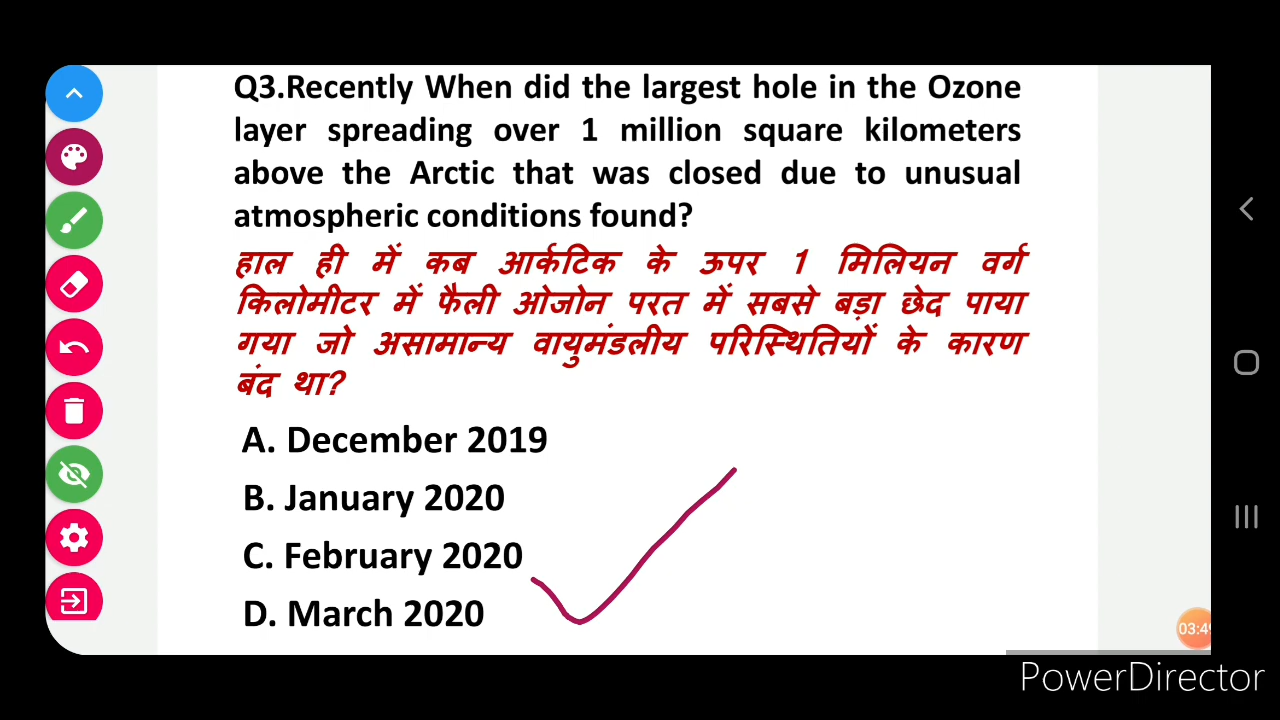 Q3.Recently When did the largest hole in the Ozone
layer spreading over 1 million square kilometers
above the Arctic that was closed due to unusual
atmospheric conditions found?
हाल ही में कब आर्कटिक के ऊपर 1 मिलियन वर्ग
किलोमीटर में फैली ओजोन परत में सबसे बड़ा छेद पाया
गया जो असामान्य वायुमंडलीय परिस्थितियों के कारण
बंद था?
A. December 2019
B. January 2020
C. February 2020
D. March 2020
03:49
PowerDirector